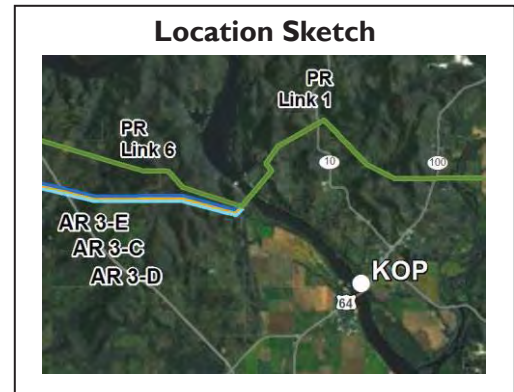 Location Sketch
PR
Link 1
PR
Link 6
10
100
AR 3-E
AR 3-C
AR 3-D
KOP
64